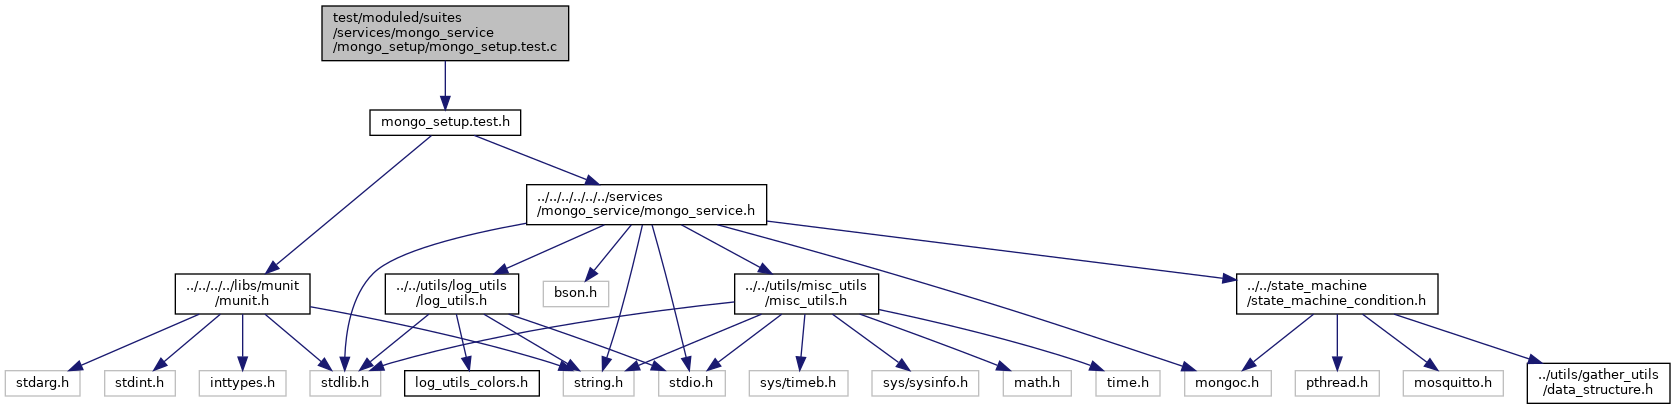 test/moduled/suites
/services/mongo_service
/mongo_setup/mongo_setup.test.c
mongo_setup.test.h
../../../../../../services
/mongo_service/mongo_service.h
../../../../libs/munit
/munit.h
../../utils/log_utils
/log_utils.h
bson.h
../../utils/misc_utils
/misc_utils.h
../../state_machine
/state_machine_condition.h
stdarg.h
stdint.h
inttypes.h
stdlib.h
log_utils_colors.h
string.h
stdio.h
sys/timeb.h
sys/sysinfo.h
math.h
time.h
mongoc.h
pthread.h
mosquitto.h
../utils/gather_utils
/data_structure.h